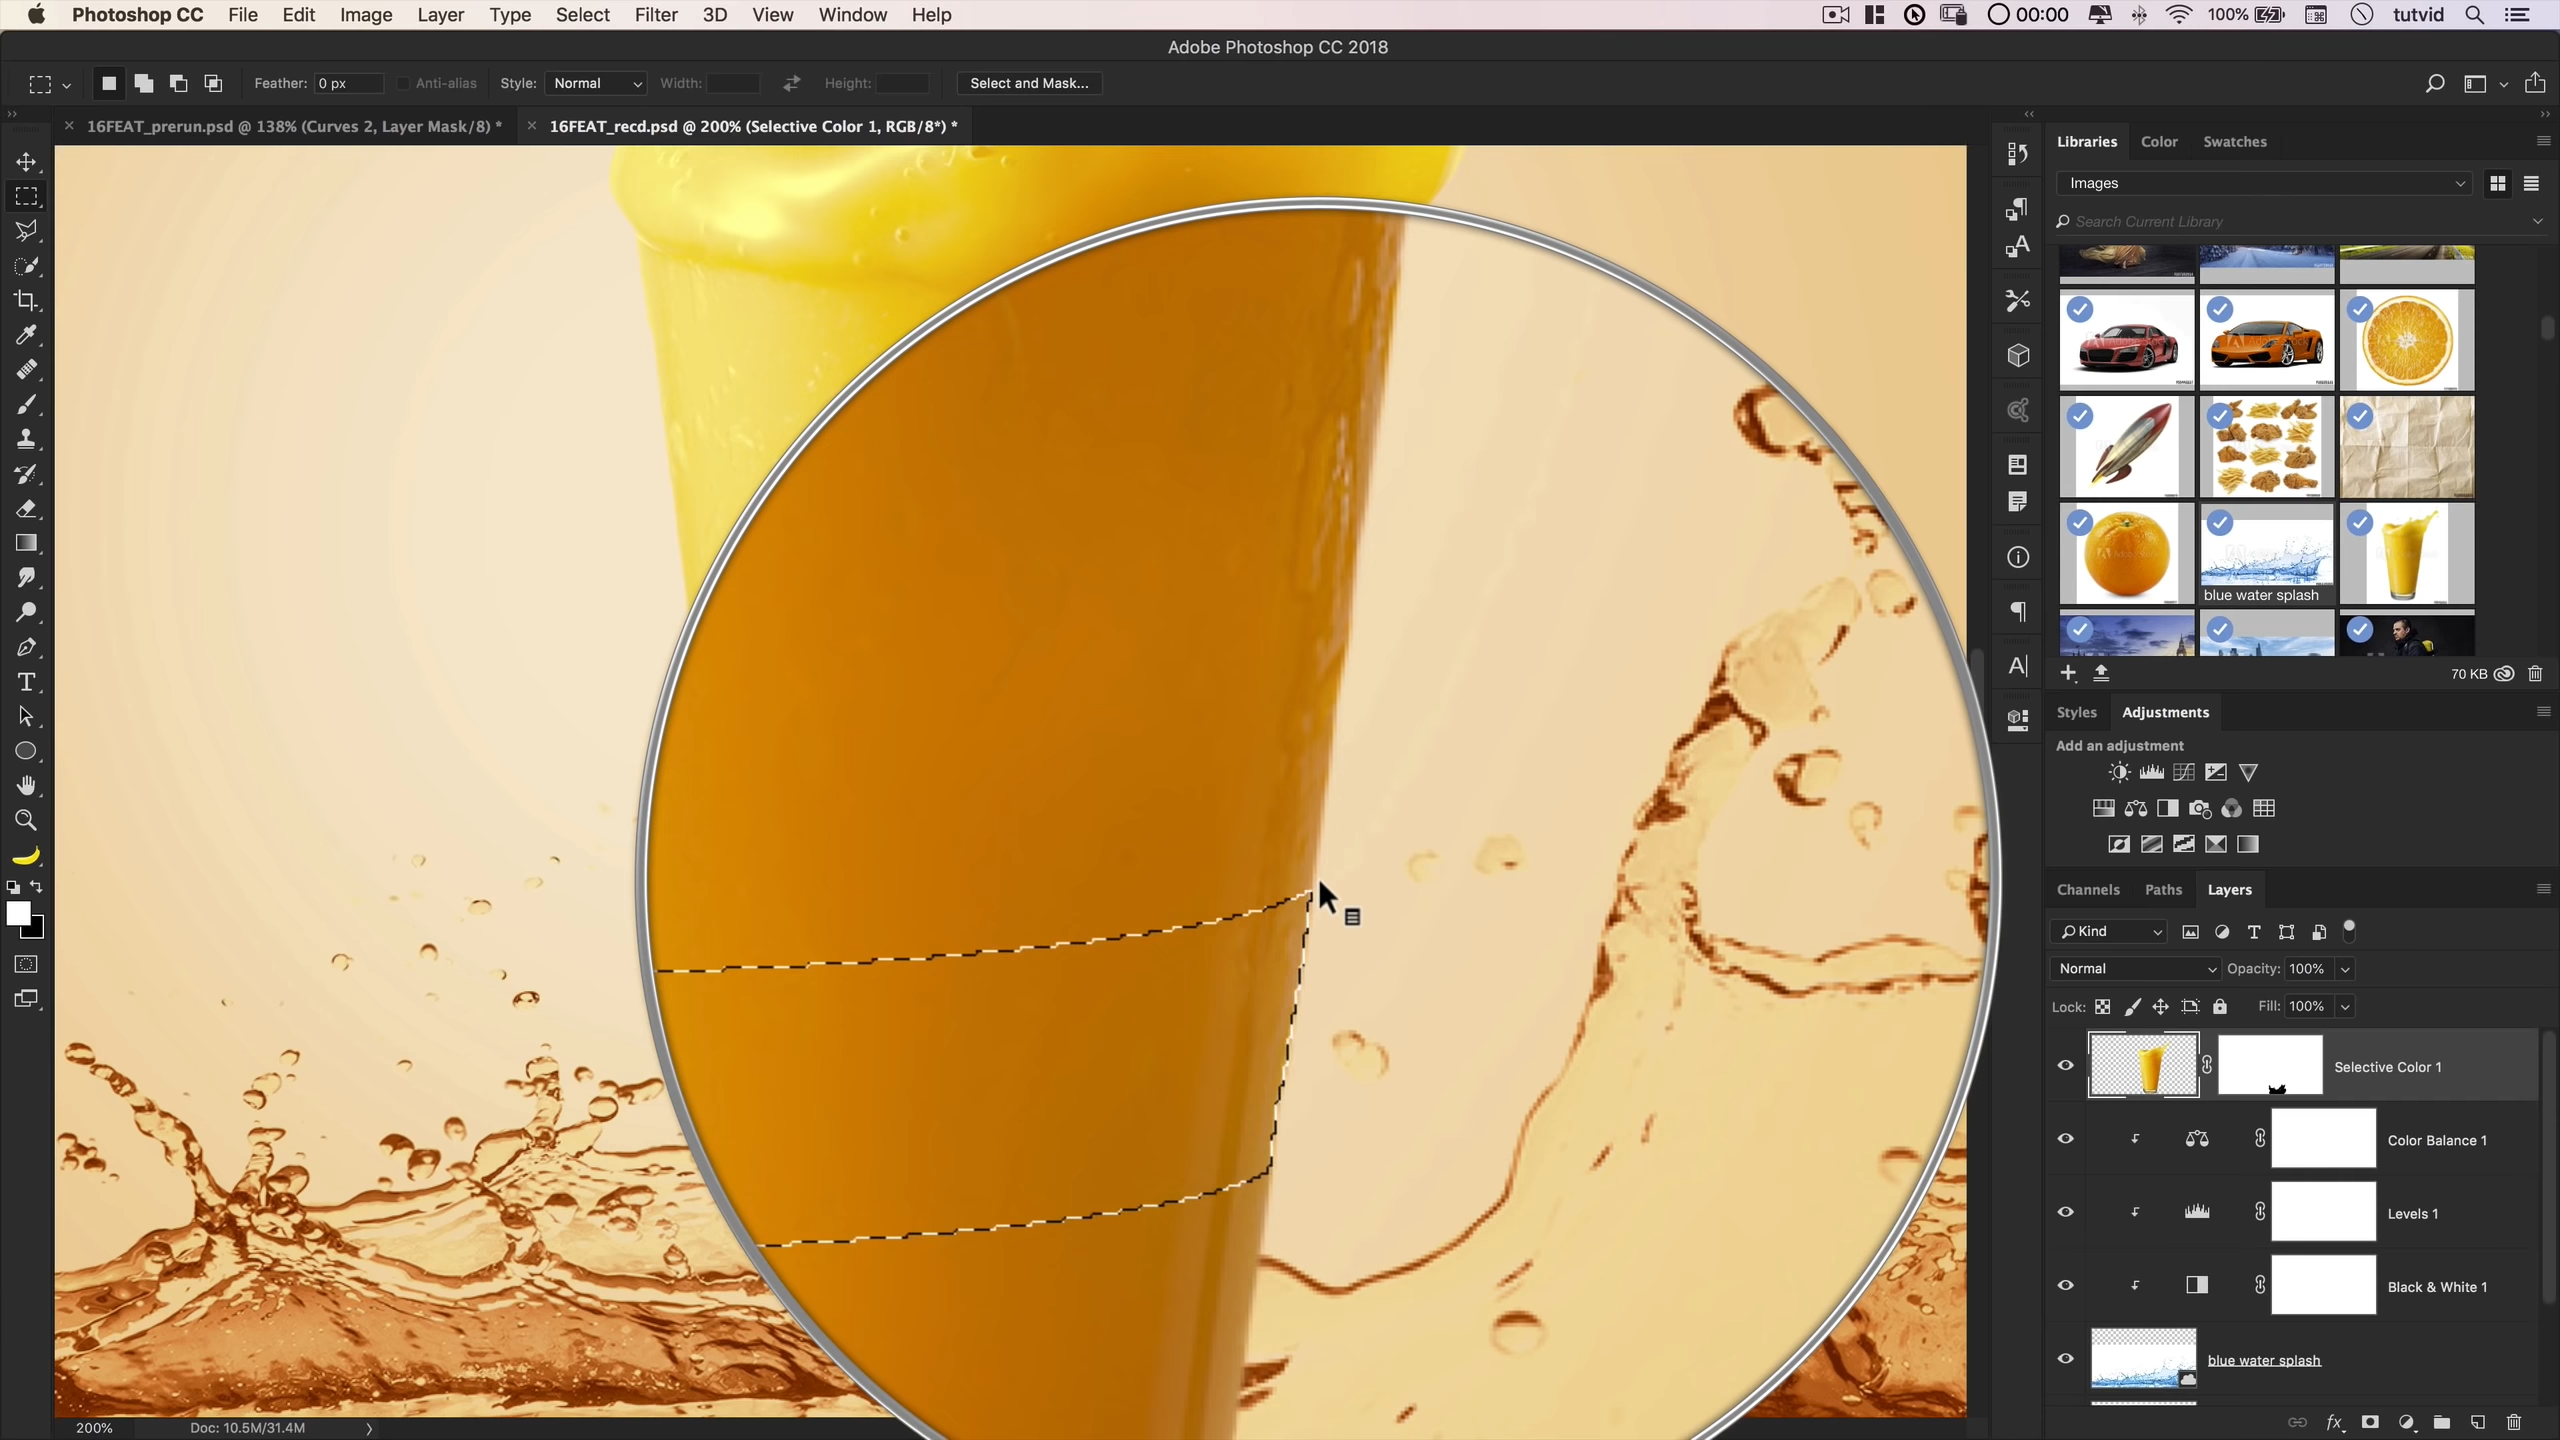 Photoshop CC File Edit Image Layer Type Select Filter 3D View Window Help 00:00 100% tutvid
Adobe Photoshop CC 2018
Feather: 0 px Anti-alias Style: Normal Width: Height: Select and Mask...
16FEAT_prerun.psd @ 138% (Curves 2, Layer Mask/8) *
16FEAT_recd.psd @ 200% (Selective Color 1, RGB/8*) *
Libraries Color Swatches
Images
Search Current Library
blue water splash
70 KB
Styles Adjustments
Add an adjustment
Channels Paths Layers
Kind
Normal Opacity: 100%
Lock: Fill: 100%
Selective Color 1
Color Balance 1
Levels 1
Black & White 1
blue water splash
200% Doc: 10.5M/31.4M